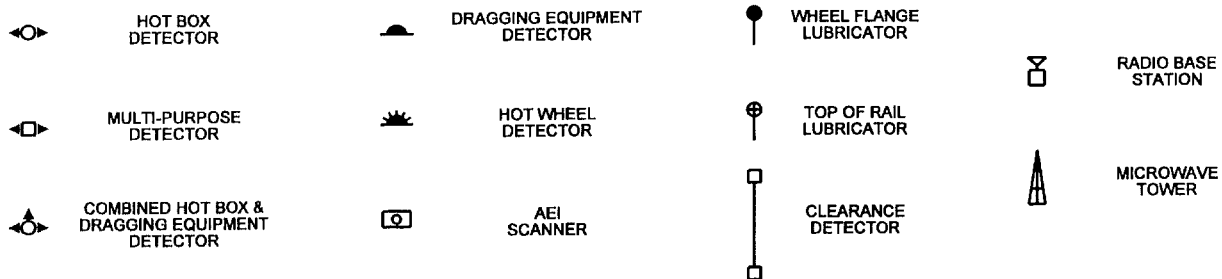 HOT BOX
DETECTOR
MULTI-PURPOSE
DETECTOR
COMBINED HOT BOX &
DRAGGING EQUIPMENT
DETECTOR
DRAGGING EQUIPMENT
DETECTOR
HOT WHEEL
DETECTOR
AEI
SCANNER
WHEEL FLANGE
LUBRICATOR
TOP OF RAIL
LUBRICATOR
CLEARANCE
DETECTOR
RADIO BASE
STATION
MICROWAVE
TOWER